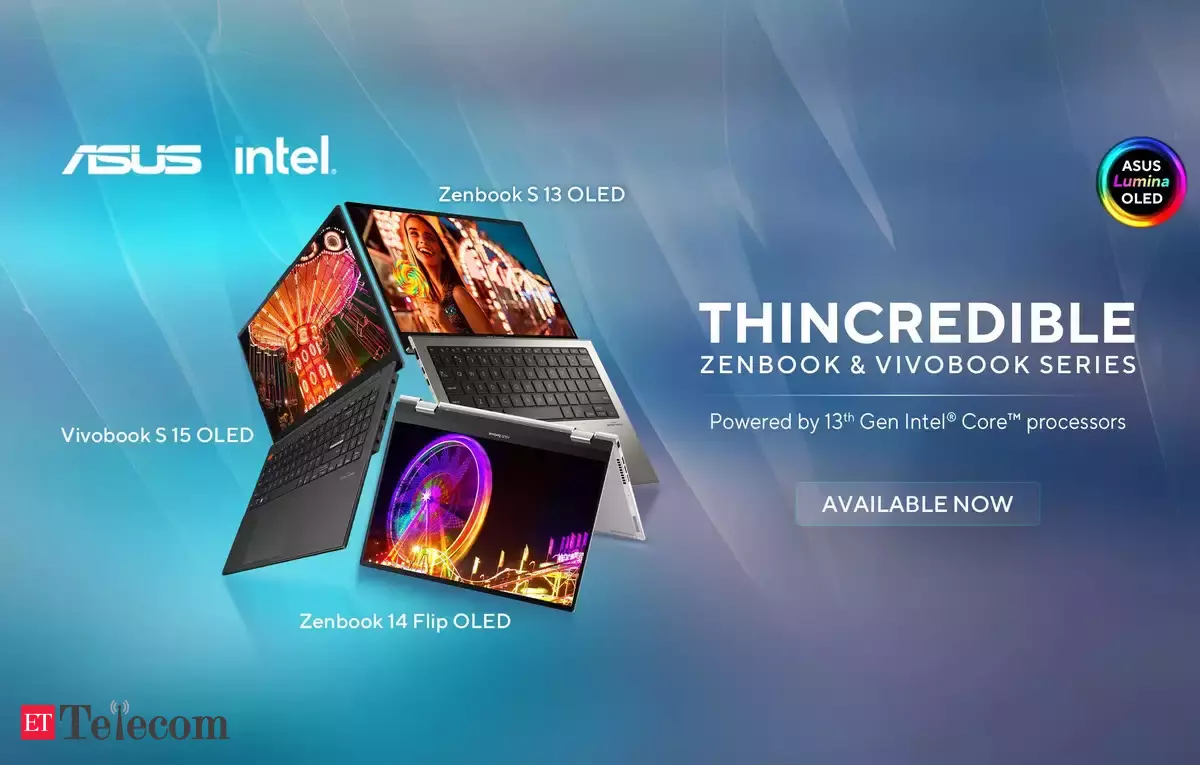 ASUS intel.
Zenbook S 13 OLED
ASUS
Lumina
OLED
THINCREDIBLE
ZENBOOK & VIVOBOOK SERIES
Powered by 13th Gen Intel® Core™ processors
Vivobook S 15 OLED
AVAILABLE NOW
Zenbook 14 Flip OLED
ET Telecom